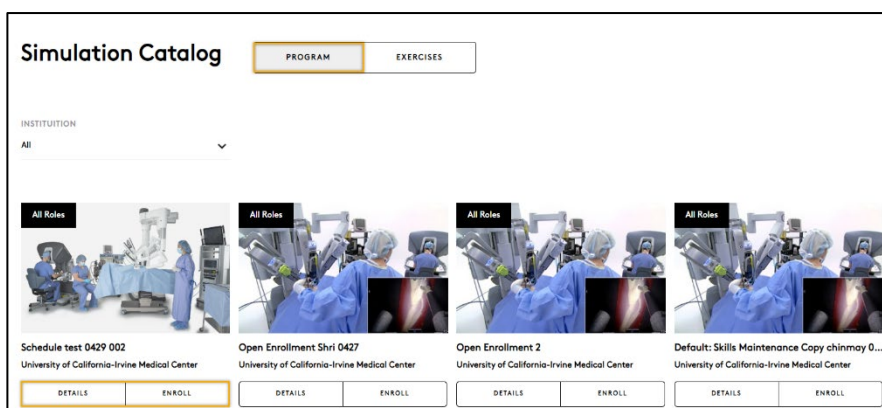 Simulation Catalog
PROGRAM EXERCISES
INSTITUITION
All
All Roles All Roles All Roles All Roles
Schedule test 0429 002 Open Enrollment Shri 0427 Open Enrollment 2 Default: Skills Maintenance Copy chinmay 0...
University of California-Irvine Medical Center University of California-Irvine Medical Center University of California-Irvine Medical Center University of California-Irvine Medical Center
DETAILS ENROLL DETAILS ENROLL DETAILS ENROLL DETAILS ENROLL